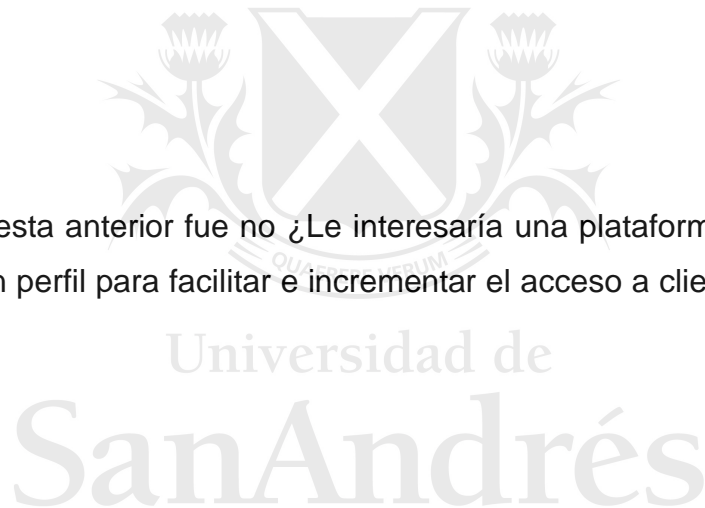 esta anterior fue no ¿Le interesaría una plataform
QUAERERE VERUM
n perfil para facilitar e incrementar el acceso a clie
Universidad de
SanAndrés